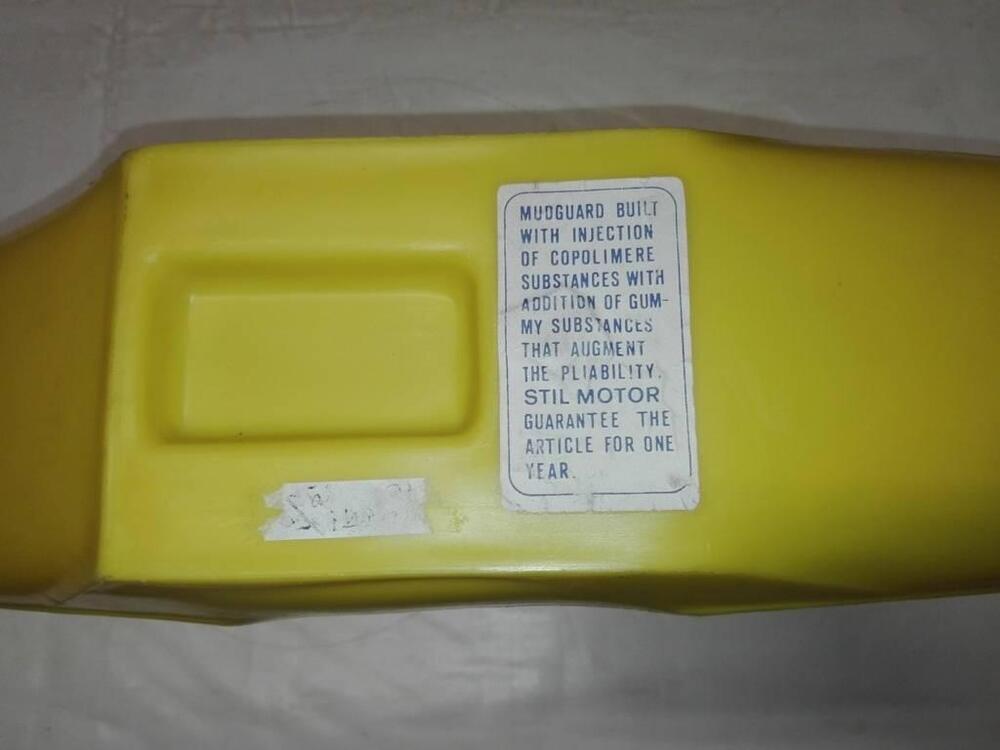 MUDGUARD BUILT
WITH INJECTION
OF COPOLIMERE
SUBSTANCES WITH
ADDITION OF GUM-
MY SUBSTANCES
THAT AUGMENT
THE PLIABILITY.
STIL MOTOR
GUARANTEE THE
ARTICLE FOR ONE
YEAR.